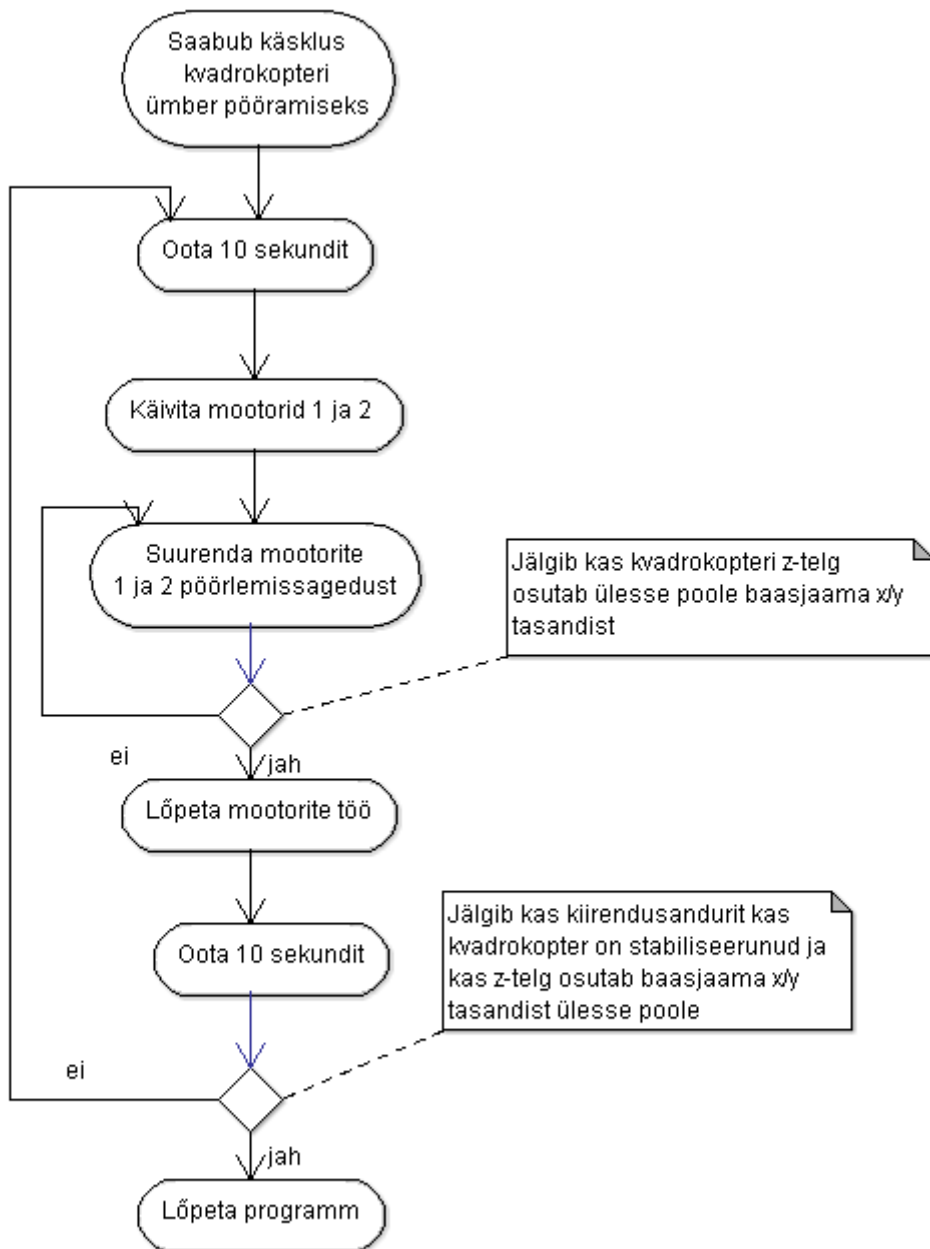 Saabub käsklus
kvadrokopteri
ümber pööramiseks
Oota 10 sekundit
Käivita mootorid 1 ja 2
Suurenda mootorite
1 ja 2 pöörlemissagedust
Jälgib kas kvadrokopteri z-telg
osutab ülesse poole baasjaama x/y
tasandist
ei
jah
Lőpeta mootorite töö
Oota 10 sekundit
Jälgib kas kiirendusandurit kas
kvadrokopter on stabiliseerunud ja
kas z-telg osutab baasjaama x/y
tasandist ülesse poole
ei
jah
Lőpeta programm